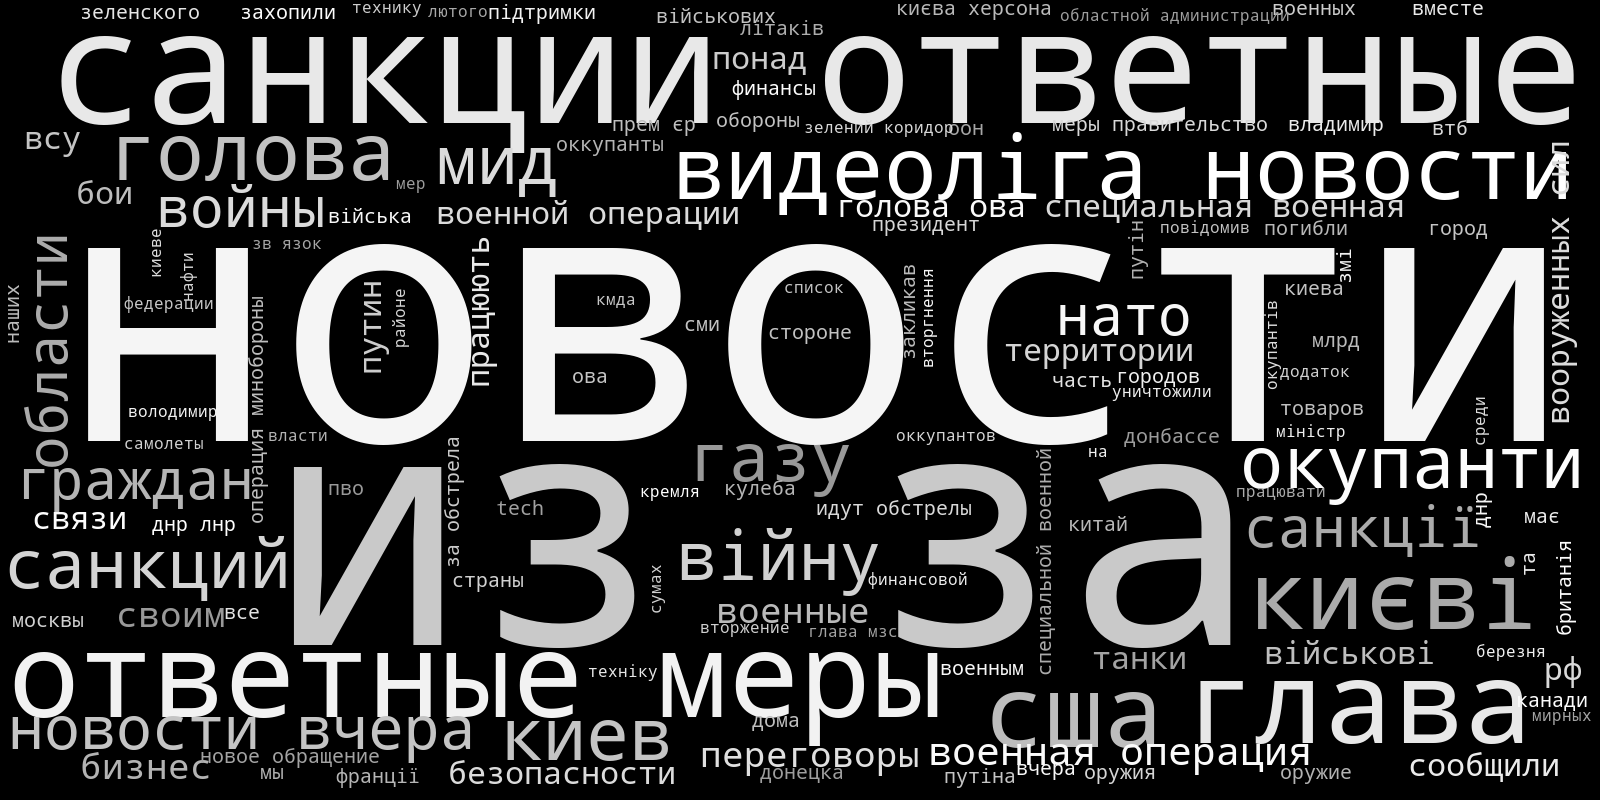 зеленского
захопили
технику
лютого
підтримки
військових
літаків
києва херсона
областной администрации
военных
вместе
санкции ответные
понад
финансы
всу
голова
прем єр
обороны
зелений коридор
меры правительство
владимир
втб
оккупанты
мид
видеоліга новости
сил
бои
мер
войны
війська
военной операции
голова ова
специальная военная
президент
повідомив
погибли
город
зв язок
киеве
нафти
путін
змі
вооруженных
наших
области
новости
федерации
путин
районе
працюють
кмда
список
сми
стороне
закликав
вторгнення
нато
киева
территории
окупантів
млрд
ова
часть
городов
уничтожили
додаток
володимир
товаров
самолеты
операция минобороны
власти
оккупантов
донбассе
міністр
среди
на
граждан
из за
газу
окупанти
пво
за обстрела
кремля
кулеба
працювати
связи
днр лнр
tech
идут обстрелы
китай
санкції
днр
має
санкций
страны
війну
финансовой
специальной военной
києві
та
британія
сумах
москвы
своим
все
военные
вторжение
глава мзс
ответные меры
техніку
военным
танки
військові
березня
рф
новости вчера
киев
дома
сша
глава
канади
мирных
бизнес
новое обращение
переговоры
военная операция
мы
франції
безопасности
донецка
путіна
вчера
оружия
оружие
сообщили